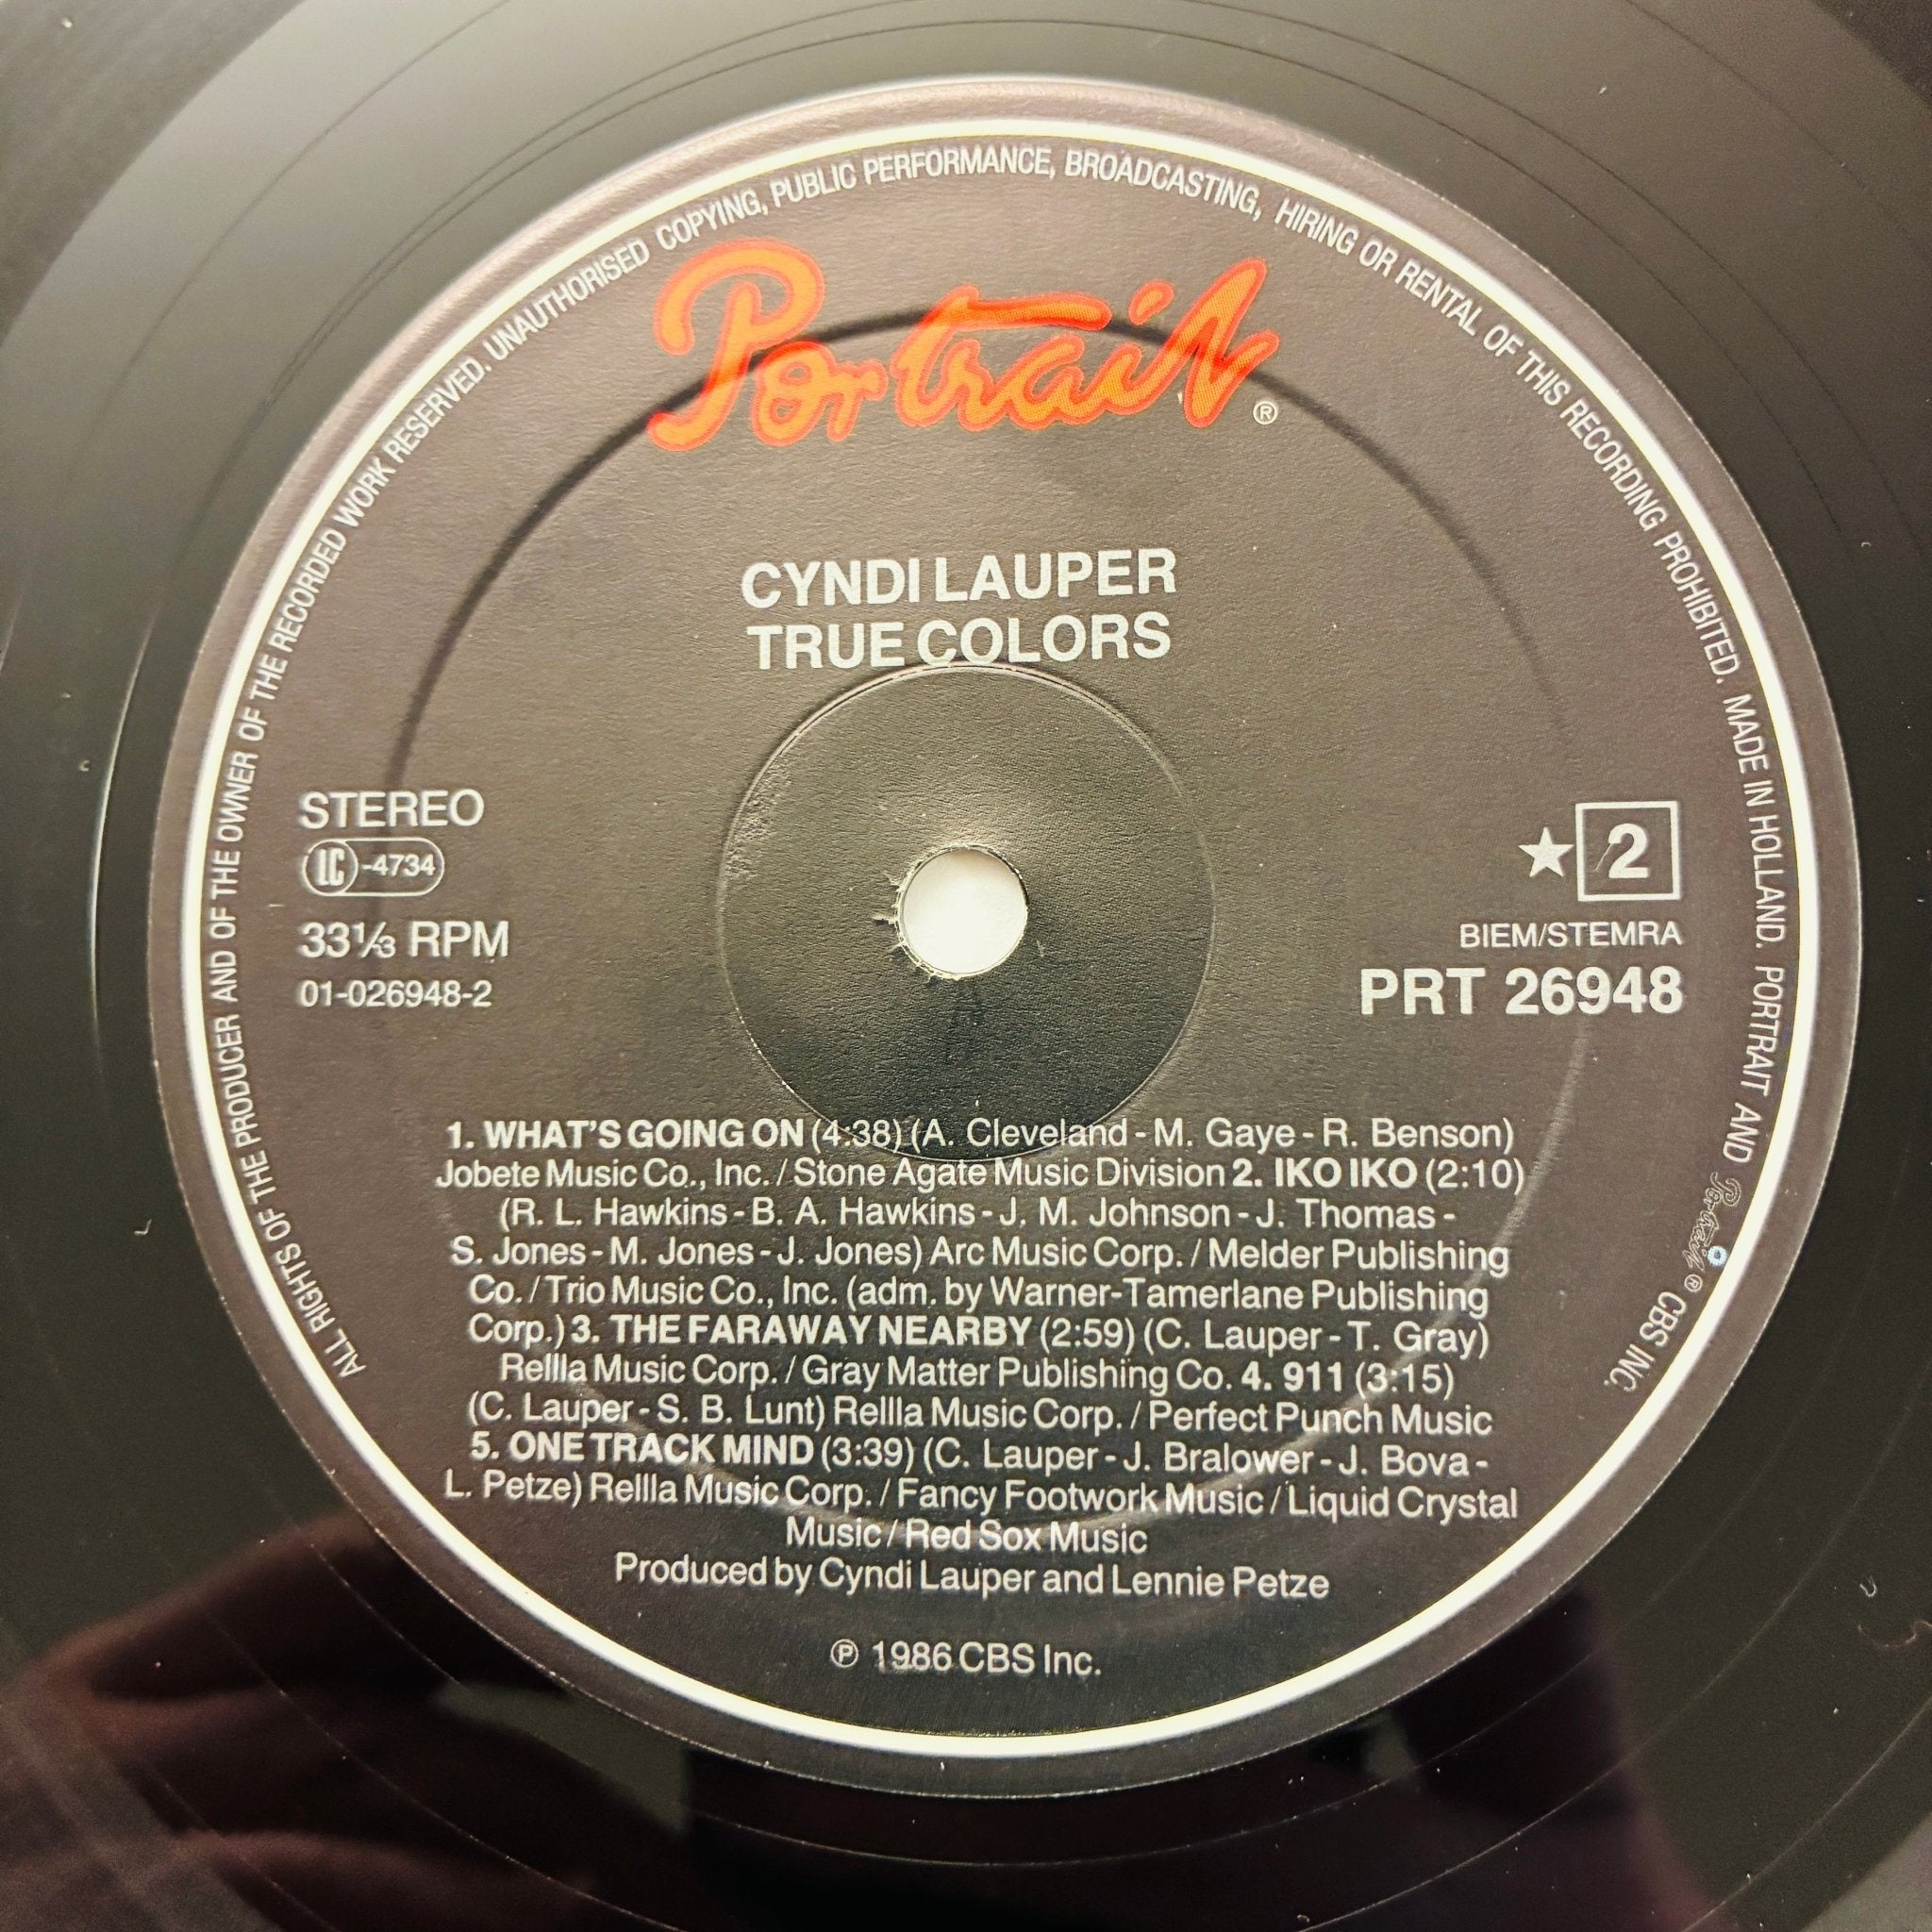 ALL RIGHTS OF THE PRODUCER AND OF THE OWNER OF THE RECORDED WORK RESERVED. UNAUTHORISED COPYING, PUBLIC PERFORMANCE, BROADCASTING, HIRING OR RENTAL OF THIS RECORDING PROHIBITED. MADE IN HOLLAND. PORTRAIT AND Portrait ® CBS INC.
Portrait ®
CYNDI LAUPER
TRUE COLORS
STEREO
LC-4734
33⅓ RPM
01-026948-2
★ 2
BIEM/STEMRA
PRT 26948
1. WHAT'S GOING ON (4:38) (A. Cleveland - M. Gaye - R. Benson)
Jobete Music Co., Inc. / Stone Agate Music Division 2. IKO IKO (2:10)
(R. L. Hawkins - B. A. Hawkins - J. M. Johnson - J. Thomas -
S. Jones - M. Jones - J. Jones) Arc Music Corp. / Melder Publishing
Co. / Trio Music Co., Inc. (adm. by Warner-Tamerlane Publishing
Corp.) 3. THE FARAWAY NEARBY (2:59) (C. Lauper - T. Gray)
Rellla Music Corp. / Gray Matter Publishing Co. 4. 911 (3:15)
(C. Lauper - S. B. Lunt) Rellla Music Corp. / Perfect Punch Music
5. ONE TRACK MIND (3:39) (C. Lauper - J. Bralower - J. Bova -
L. Petze) Rellla Music Corp. / Fancy Footwork Music / Liquid Crystal
Music / Red Sox Music
Produced by Cyndi Lauper and Lennie Petze
℗ 1986 CBS Inc.